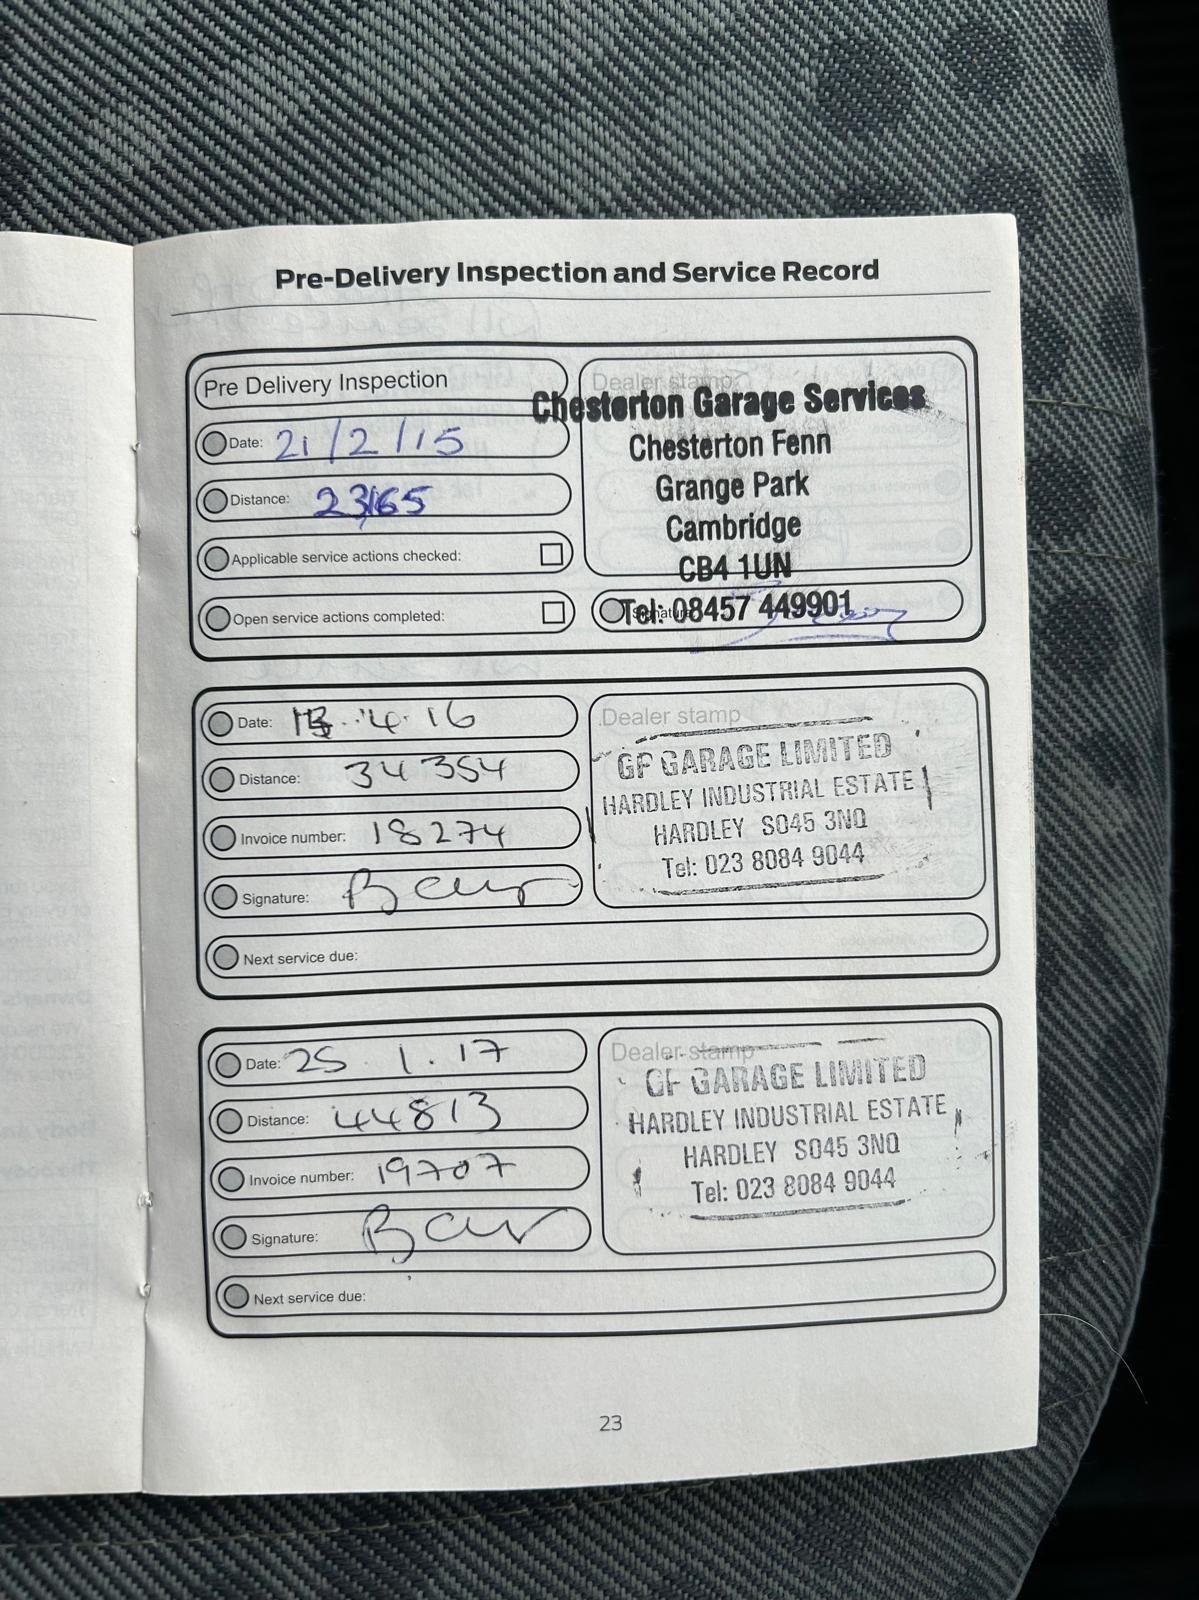 Pre-Delivery Inspection and Service Record
Pre Delivery Inspection
Date: 21/2/15
Distance: 23165
Applicable service actions checked:
Open service actions completed:
Dealer stamp
Chesterton Garage Services
Chesterton Fenn
Grange Park
Cambridge
CB4 1UN
Signature:
Tel: 08457 449901
Date: 4.16
Distance: 34354
Invoice number: 18274
Signature:
Next service due:
Dealer stamp
GF GARAGE LIMITED
HARDLEY INDUSTRIAL ESTATE
HARDLEY SO45 3NQ
Tel: 023 8084 9044
Date: 25.1.17
Distance: 44813
Invoice number: 19707
Signature:
Next service due:
Dealer stamp
GF GARAGE LIMITED
HARDLEY INDUSTRIAL ESTATE
HARDLEY SO45 3NQ
Tel: 023 8084 9044
23